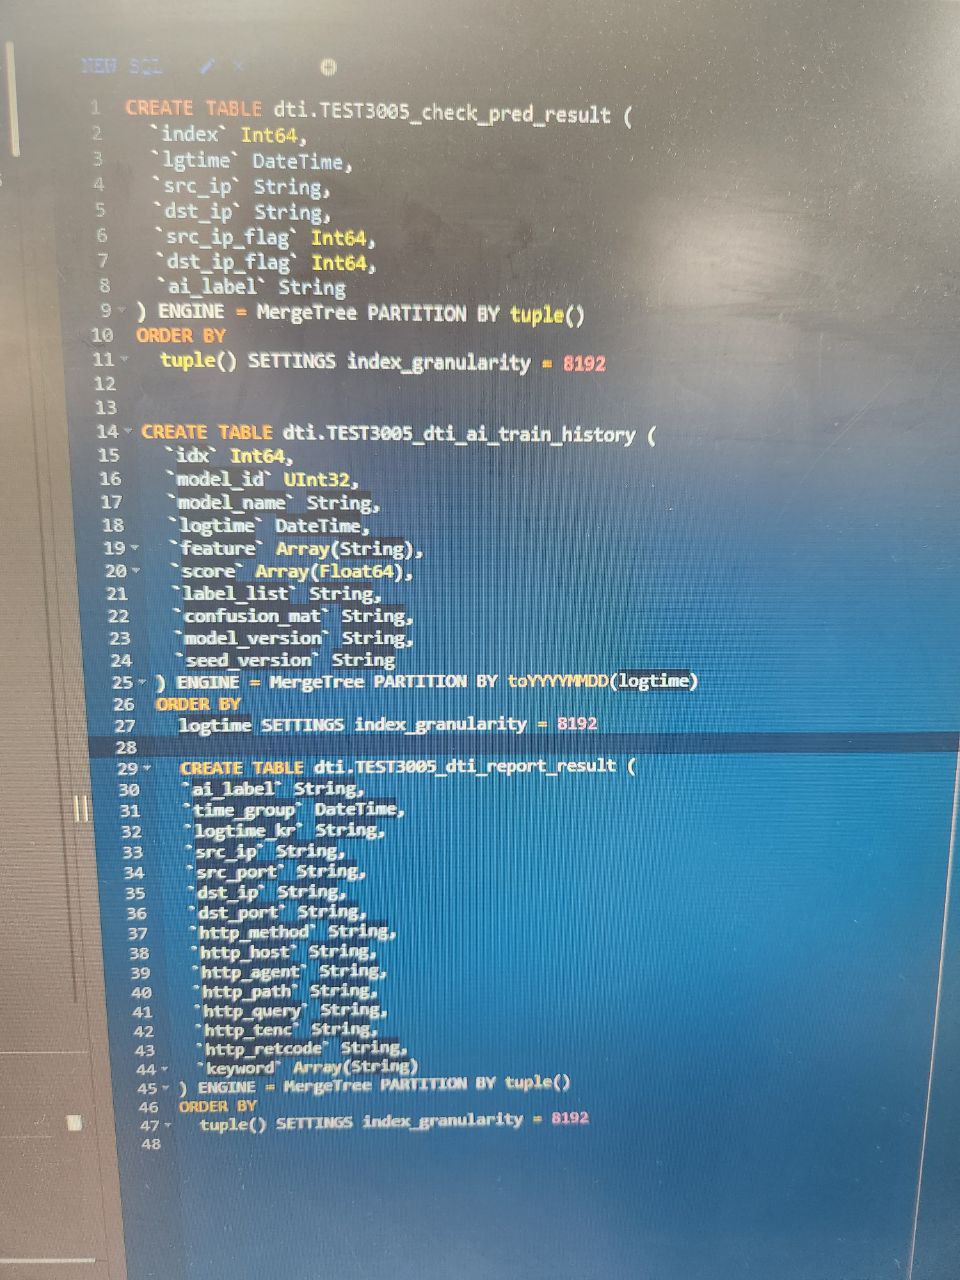 NEW SQL
1 CREATE TABLE dti.TEST3005_check_pred_result (
2 `index` Int64,
3 `lgtime` DateTime,
4 `src_ip` String,
5 `dst_ip` String,
6 `src_ip_flag` Int64,
7 `dst_ip_flag` Int64,
8 `ai_label` String
9 ) ENGINE = MergeTree PARTITION BY tuple()
10 ORDER BY
11 tuple() SETTINGS index_granularity = 8192
12
13
14 CREATE TABLE dti.TEST3005_dti_ai_train_history (
15 `idx` Int64,
16 `model_id` UInt32,
17 `model_name` String,
18 `logtime` DateTime,
19 `feature` Array(String),
20 `score` Array(Float64),
21 `label_list` String,
22 `confusion_mat` String,
23 `model_version` String,
24 `seed_version` String
25 ) ENGINE = MergeTree PARTITION BY toYYYYMMDD(logtime)
26 ORDER BY
27 logtime SETTINGS index_granularity = 8192
28
29 CREATE TABLE dti.TEST3005_dti_report_result (
30 `ai_label` String,
31 `time_group` DateTime,
32 `logtime_kr` String,
33 `src_ip` String,
34 `src_port` String,
35 `dst_ip` String,
36 `dst_port` String,
37 `http_method` String,
38 `http_host` String,
39 `http_agent` String,
40 `http_path` String,
41 `http_query` String,
42 `http_tenc` String,
43 `http_retcode` String,
44 `keyword` Array(String)
45 ) ENGINE = MergeTree PARTITION BY tuple()
46 ORDER BY
47 tuple() SETTINGS index_granularity = 8192
48